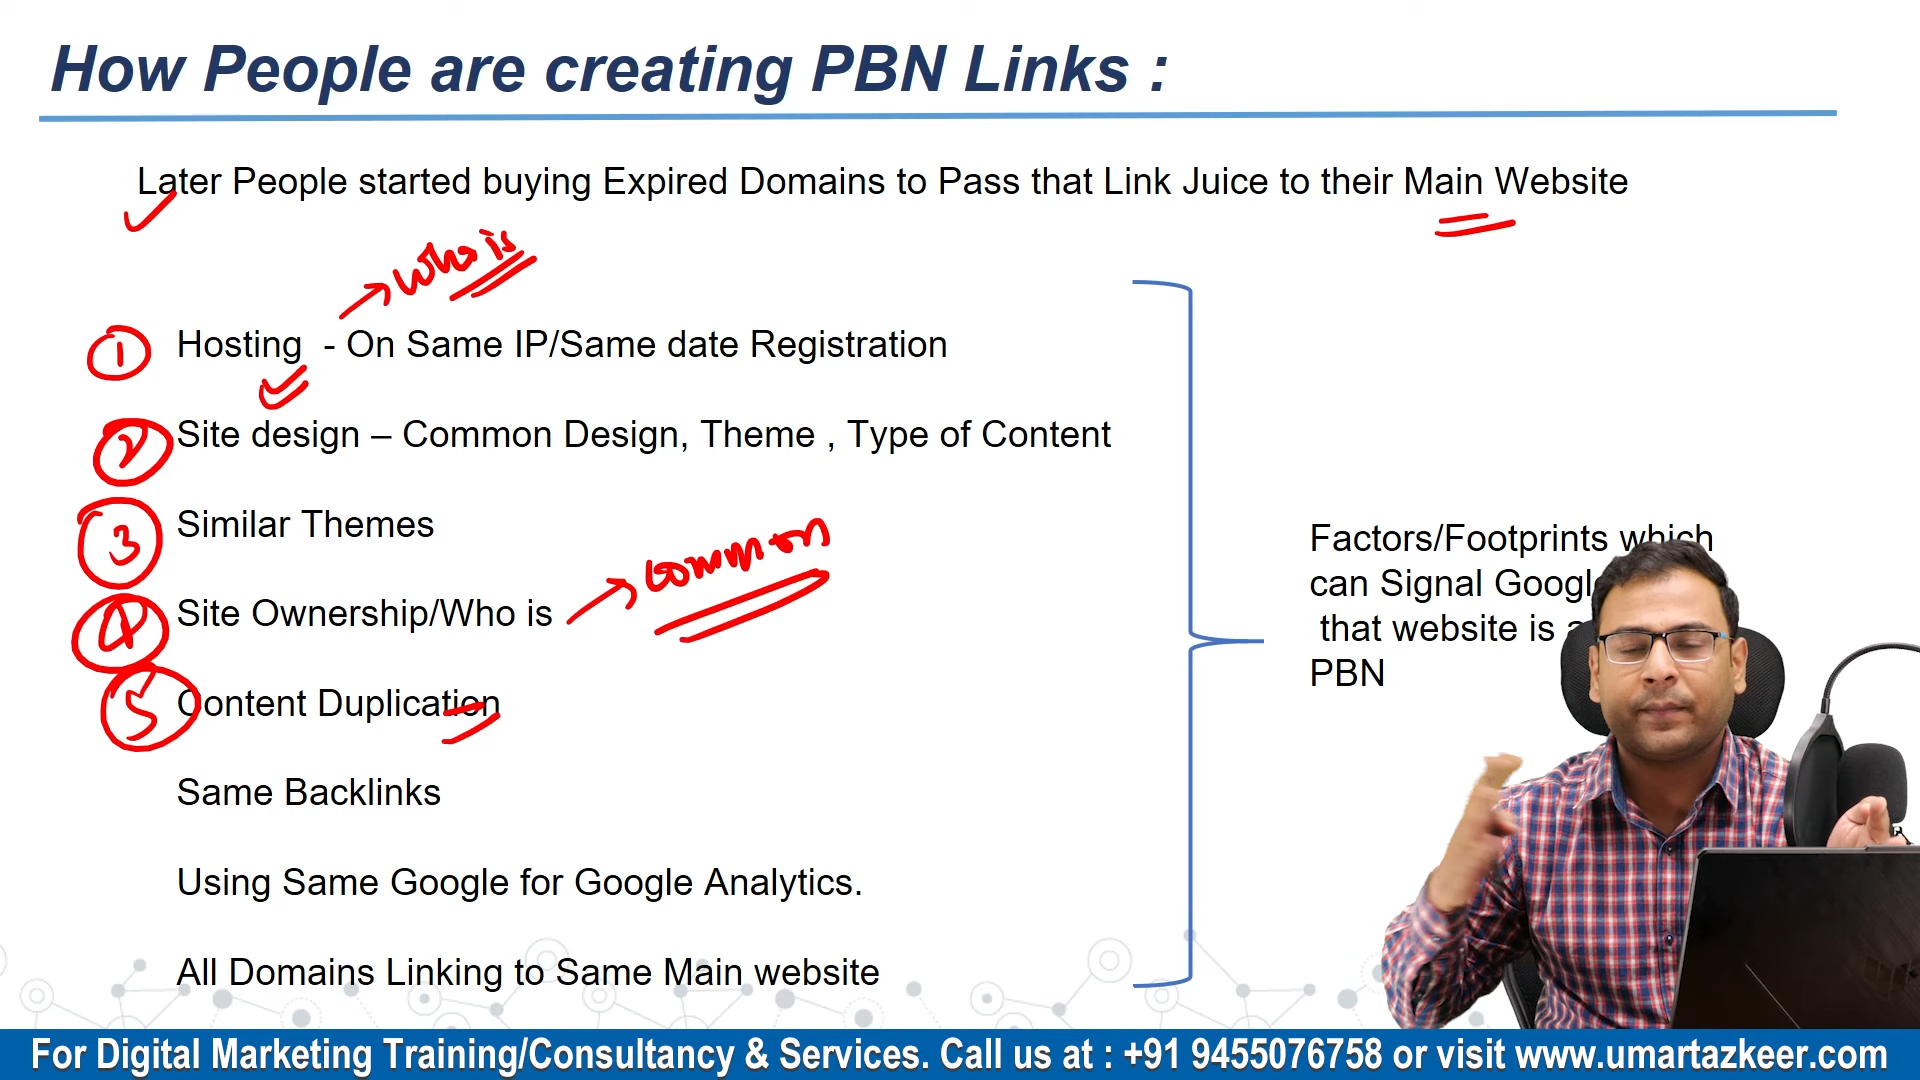 How People are creating PBN Links :
Later People started buying Expired Domains to Pass that Link Juice to their Main Website
who is
1 Hosting - On Same IP/Same date Registration
2 Site design – Common Design, Theme , Type of Content
3 Similar Themes
common
4 Site Ownership/Who is
5 Content Duplication
Same Backlinks
Using Same Google for Google Analytics.
All Domains Linking to Same Main website
Factors/Footprints which
can Signal Google
that website is a
PBN
For Digital Marketing Training/Consultancy & Services. Call us at : +91 9455076758 or visit www.umartazkeer.com